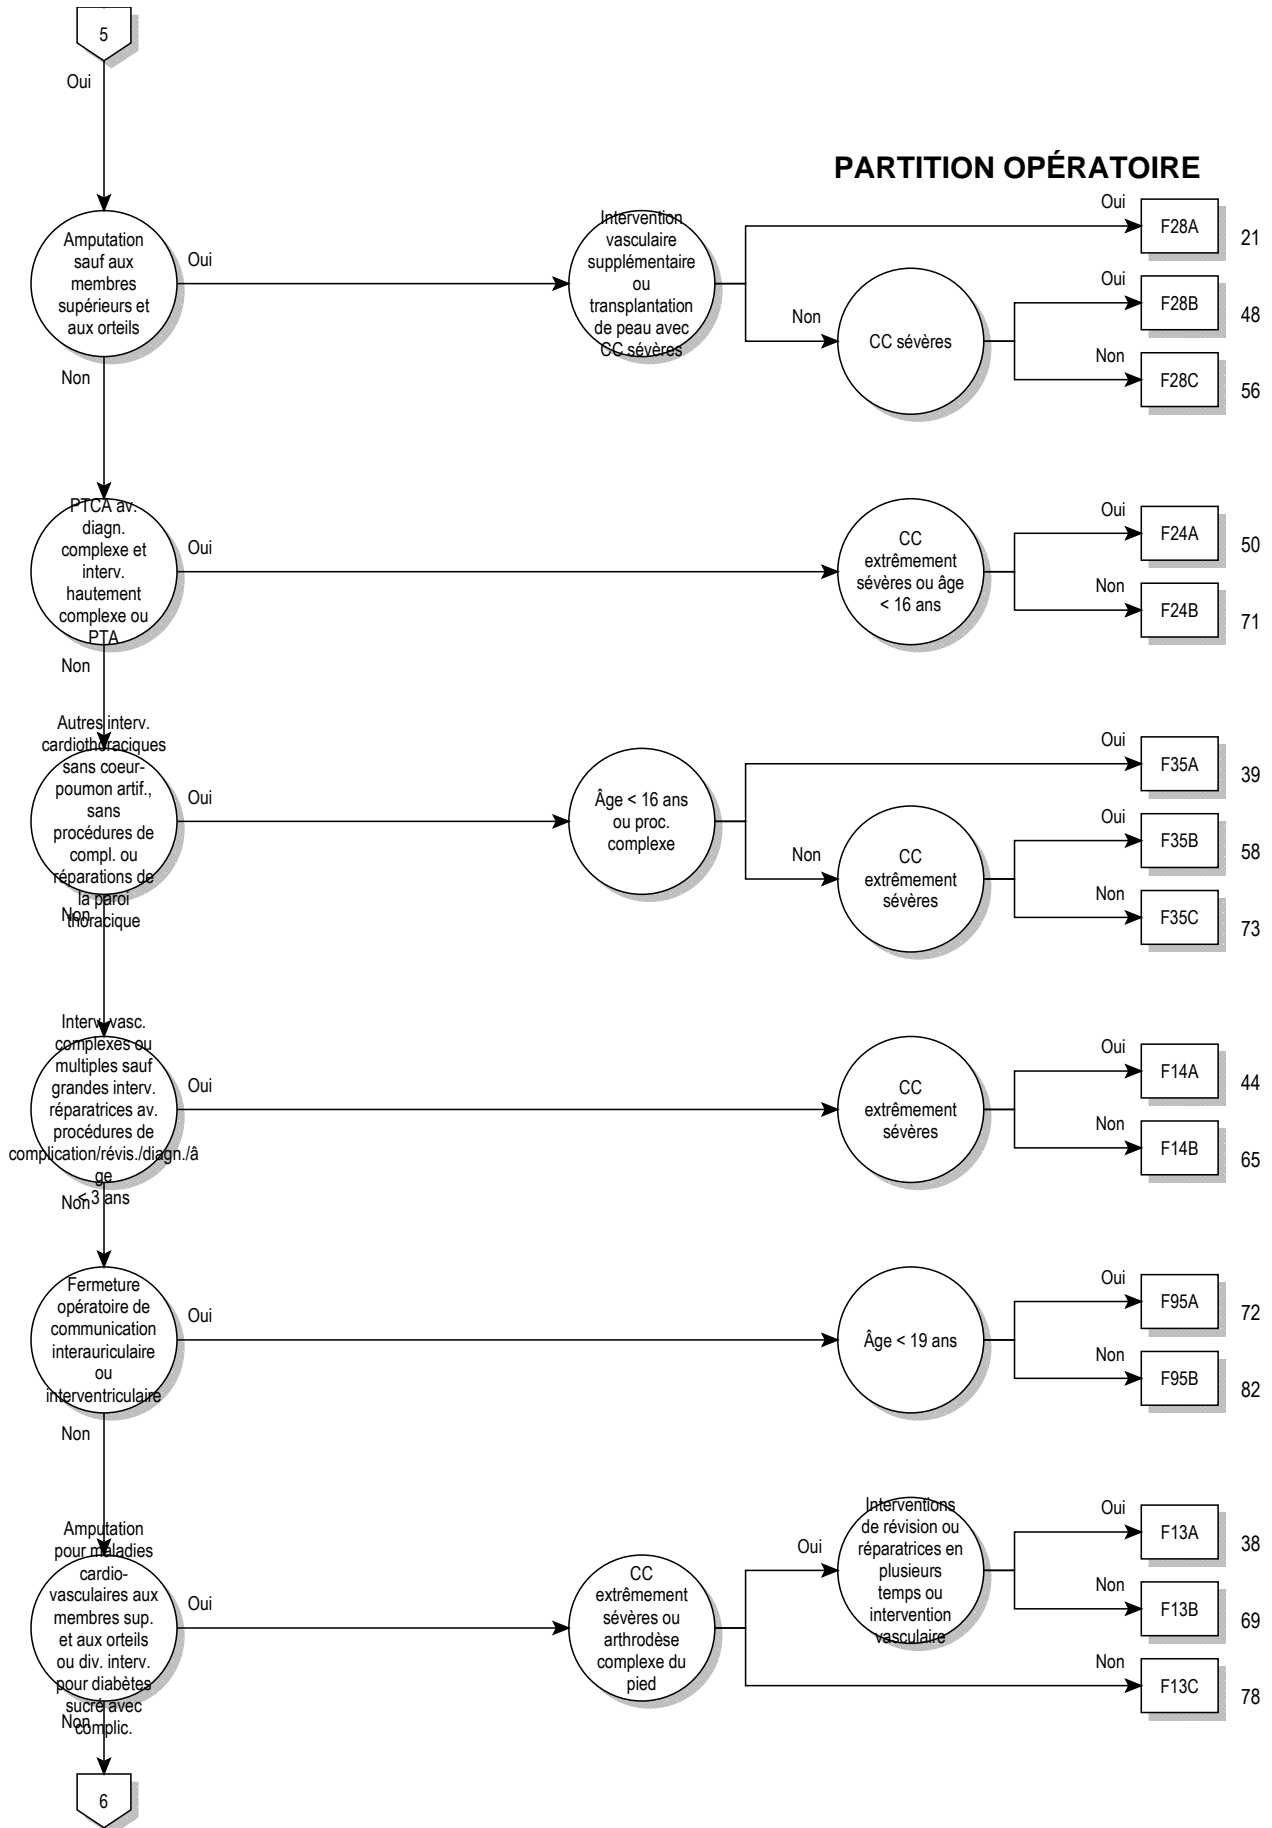 5
Oui
PARTITION OPÉRATOIRE
Amputation
sauf aux
membres
supérieurs et
aux orteils
Oui
Non
Intervention
vasculaire
supplémentaire
ou
transplantation
de peau avec
CC sévères
Oui
F28A
21
Non
CC sévères
Oui
F28B
48
Non
F28C
56
PTCA av.
diagn.
complexe et
interv.
hautement
complexe ou
PTA
Oui
Non
CC
extrêmement
sévères ou âge
< 16 ans
Oui
F24A
50
Non
F24B
71
Autres interv.
cardiothoraciques
sans coeur-
poumon artif.,
sans
procédures de
compl. ou
réparations de
la paroi
thoracique
Oui
Non
Âge < 16 ans
ou proc.
complexe
Oui
F35A
39
Non
CC
extrêmement
sévères
Oui
F35B
58
Non
F35C
73
Interv. vasc.
complexes ou
multiples sauf
grandes interv.
réparatrices av.
procédures de
complication/révis./diagn./â
ge
< 3 ans
Oui
Non
CC
extrêmement
sévères
Oui
F14A
44
Non
F14B
65
Fermeture
opératoire de
communication
interauriculaire
ou
interventriculaire
Oui
Non
Âge < 19 ans
Oui
F95A
72
Non
F95B
82
Amputation
pour maladies
cardio-
vasculaires aux
membres sup.
et aux orteils
ou div. interv.
pour diabètes
sucré avec
complic.
Oui
Non
CC
extrêmement
sévères ou
arthrodèse
complexe du
pied
Oui
Interventions
de révision ou
réparatrices en
plusieurs
temps ou
intervention
vasculaire
Oui
F13A
38
Non
F13B
69
Non
F13C
78
6